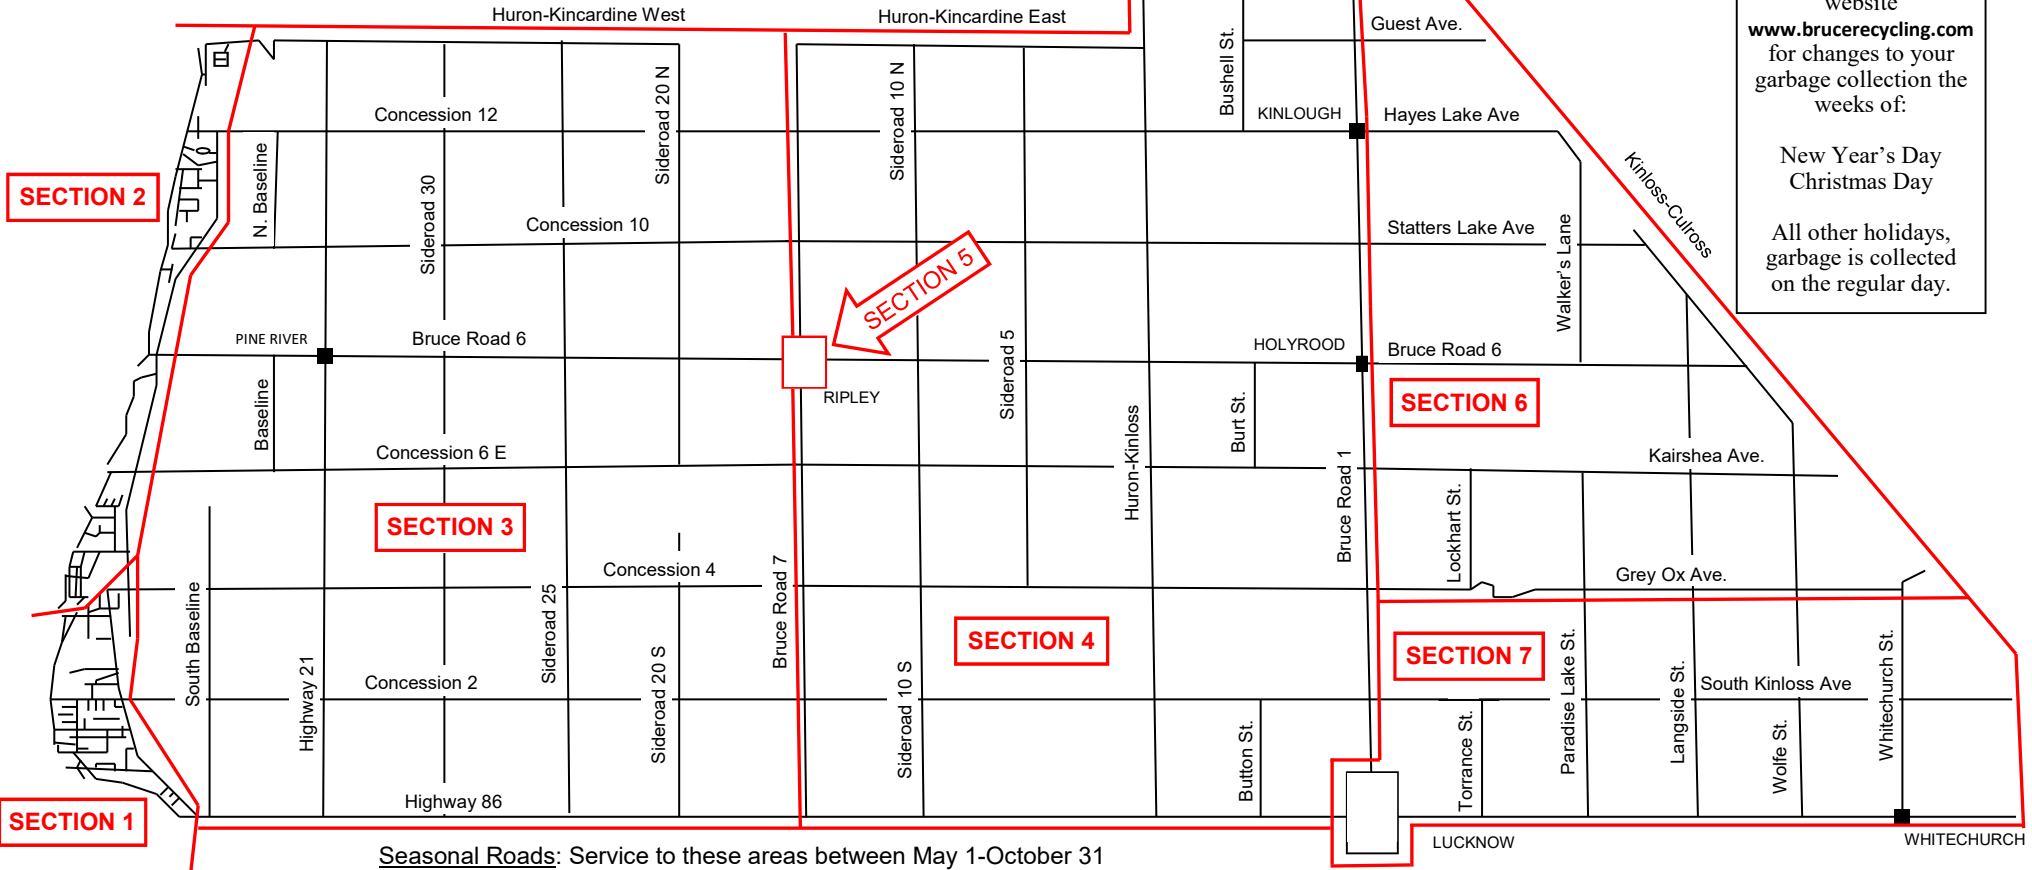 Huron-Kincardine West
Huron-Kincardine East
website
www.brucerecycling.com
for changes to your
garbage collection the
weeks of:
New Year's Day
Christmas Day
All other holidays,
garbage is collected
on the regular day.
Guest Ave.
Bushell St.
Concession 12
Sideroad 20 N
Sideroad 10 N
KINLOUGH
Hayes Lake Ave
Kinloss-Culross
SECTION 2
N. Baseline
Sideroad 30
Concession 10
Statters Lake Ave
Walker's Lane
SECTION 5
PINE RIVER
Bruce Road 6
Sideroad 5
HOLYROOD
Bruce Road 6
RIPLEY
SECTION 6
Baseline
Burt St.
Concession 6 E
Huron-Kinloss
Bruce Road 1
Kairshea Ave.
SECTION 3
Lockhart St.
Concession 4
Grey Ox Ave.
South Baseline
Sideroad 25
Bruce Road 7
SECTION 4
SECTION 7
Highway 21
Concession 2
Sideroad 20 S
Sideroad 10 S
Button St.
Torrance St.
Paradise Lake St.
Langside St.
South Kinloss Ave
Wolfe St.
Whitechurch St.
Highway 86
SECTION 1
LUCKNOW
WHITECHURCH
Seasonal Roads: Service to these areas between May 1-October 31